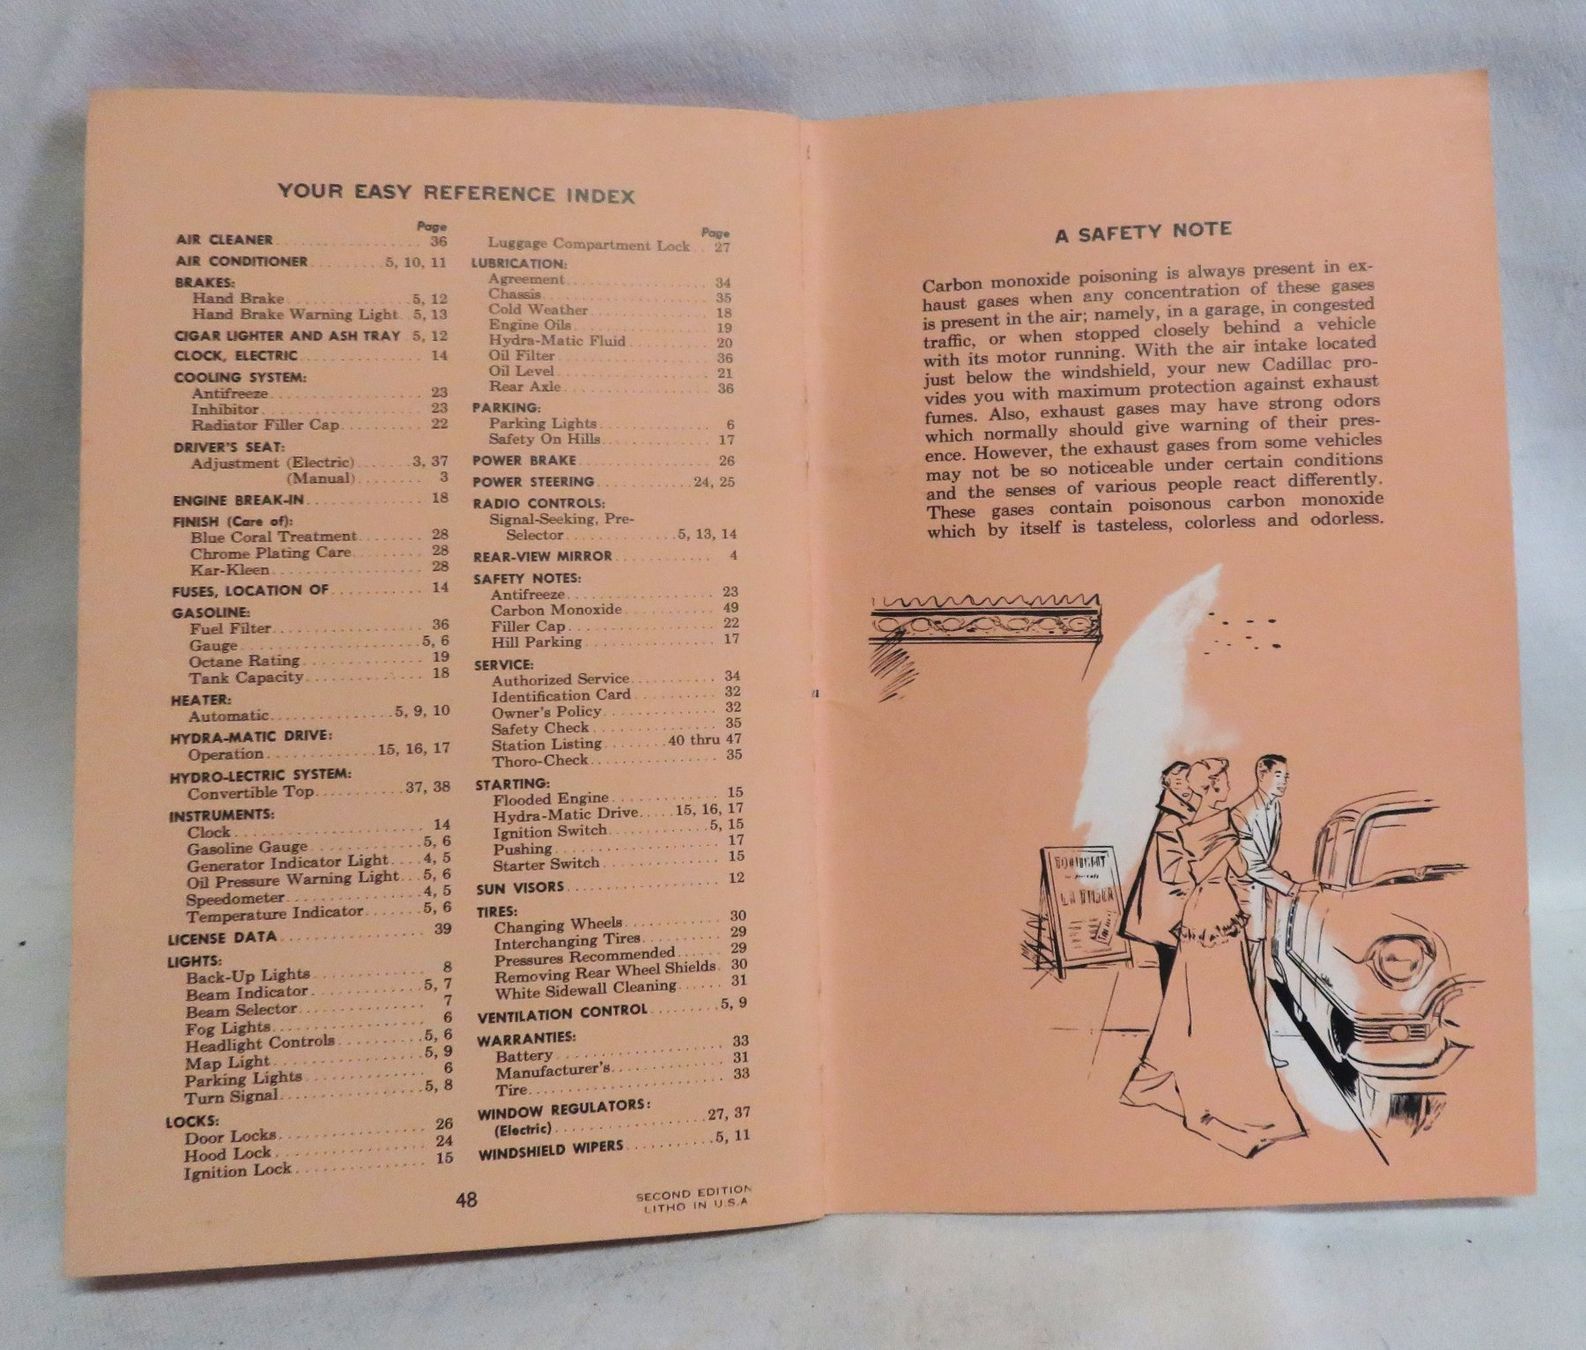 YOUR EASY REFERENCE INDEX
Page
AIR CLEANER 36
AIR CONDITIONER 5, 10, 11
BRAKES:
Hand Brake 5, 12
Hand Brake Warning Light 5, 13
CIGAR LIGHTER AND ASH TRAY 5, 12
CLOCK, ELECTRIC 14
COOLING SYSTEM:
Antifreeze 23
Inhibitor 23
Radiator Filler Cap 22
DRIVER'S SEAT:
Adjustment (Electric) 3, 37
(Manual) 3
ENGINE BREAK-IN 18
FINISH (Care of):
Blue Coral Treatment 28
Chrome Plating Care 28
Kar-Kleen 28
FUSES, LOCATION OF 14
GASOLINE:
Fuel Filter 36
Gauge 5, 6
Octane Rating 19
Tank Capacity 18
HEATER:
Automatic 5, 9, 10
HYDRA-MATIC DRIVE:
Operation 15, 16, 17
HYDRO-LECTRIC SYSTEM:
Convertible Top 37, 38
INSTRUMENTS:
Clock 14
Gasoline Gauge 5, 6
Generator Indicator Light 4, 5
Oil Pressure Warning Light 5, 6
Speedometer 4, 5
Temperature Indicator 5, 6
LICENSE DATA 39
LIGHTS:
Back-Up Lights 8
Beam Indicator 5, 7
Beam Selector 7
Fog Lights 6
Headlight Controls 5, 6
Map Light 5, 9
Parking Lights 6
Turn Signal 5, 8
LOCKS:
Door Locks 26
Hood Lock 24
Ignition Lock 15
Page
Luggage Compartment Lock 27
LUBRICATION:
Agreement 34
Chassis 35
Cold Weather 18
Engine Oils 19
Hydra-Matic Fluid 20
Oil Filter 36
Oil Level 21
Rear Axle 36
PARKING:
Parking Lights 6
Safety On Hills 17
POWER BRAKE 26
POWER STEERING 24, 25
RADIO CONTROLS:
Signal-Seeking, Pre-
Selector 5, 13, 14
REAR-VIEW MIRROR 4
SAFETY NOTES:
Antifreeze 23
Carbon Monoxide 49
Filler Cap 22
Hill Parking 17
SERVICE:
Authorized Service 34
Identification Card 32
Owner's Policy 32
Safety Check 35
Station Listing 40 thru 47
Thoro-Check 35
STARTING:
Flooded Engine 15
Hydra-Matic Drive 15, 16, 17
Ignition Switch 5, 15
Pushing 17
Starter Switch 15
SUN VISORS 12
TIRES:
Changing Wheels 30
Interchanging Tires 29
Pressures Recommended 29
Removing Rear Wheel Shields 30
White Sidewall Cleaning 31
VENTILATION CONTROL 5, 9
WARRANTIES:
Battery 33
Manufacturer's 31
Tire 33
WINDOW REGULATORS:
(Electric) 27, 37
WINDSHIELD WIPERS 5, 11
48
SECOND EDITION
LITHO IN U.S.A
A SAFETY NOTE
Carbon monoxide poisoning is always present in ex-
haust gases when any concentration of these gases
is present in the air; namely, in a garage, in congested
traffic, or when stopped closely behind a vehicle
with its motor running. With the air intake located
just below the windshield, your new Cadillac pro-
vides you with maximum protection against exhaust
fumes. Also, exhaust gases may have strong odors
which normally should give warning of their pres-
ence. However, the exhaust gases from some vehicles
may not be so noticeable under certain conditions
and the senses of various people react differently.
These gases contain poisonous carbon monoxide
which by itself is tasteless, colorless and odorless.